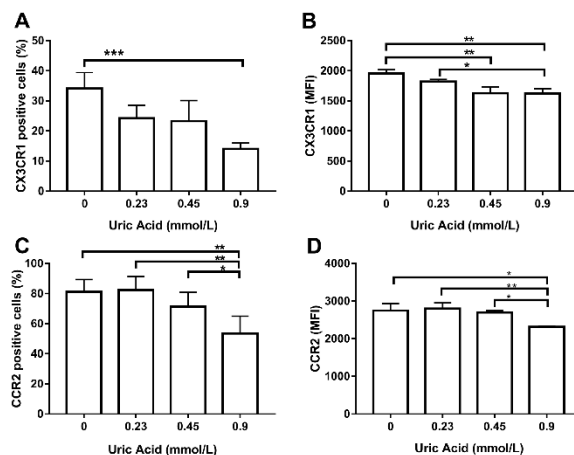 A
B
CX3CR1 positive cells (%)
50
40
30
20
10
0
***
0 0.23 0.45 0.9
Uric Acid (mmol/L)
CX3CR1 (MFI)
2500
2000
1500
1000
500
0
**
**
*
0 0.23 0.45 0.9
Uric Acid (mmol/L)
C
D
CCR2 positive cells (%)
100
80
60
40
20
0
**
**
*
0 0.23 0.45 0.9
Uric Acid (mmol/L)
CCR2 (MFI)
4000
3000
2000
1000
0
*
**
*
0 0.23 0.45 0.9
Uric Acid (mmol/L)